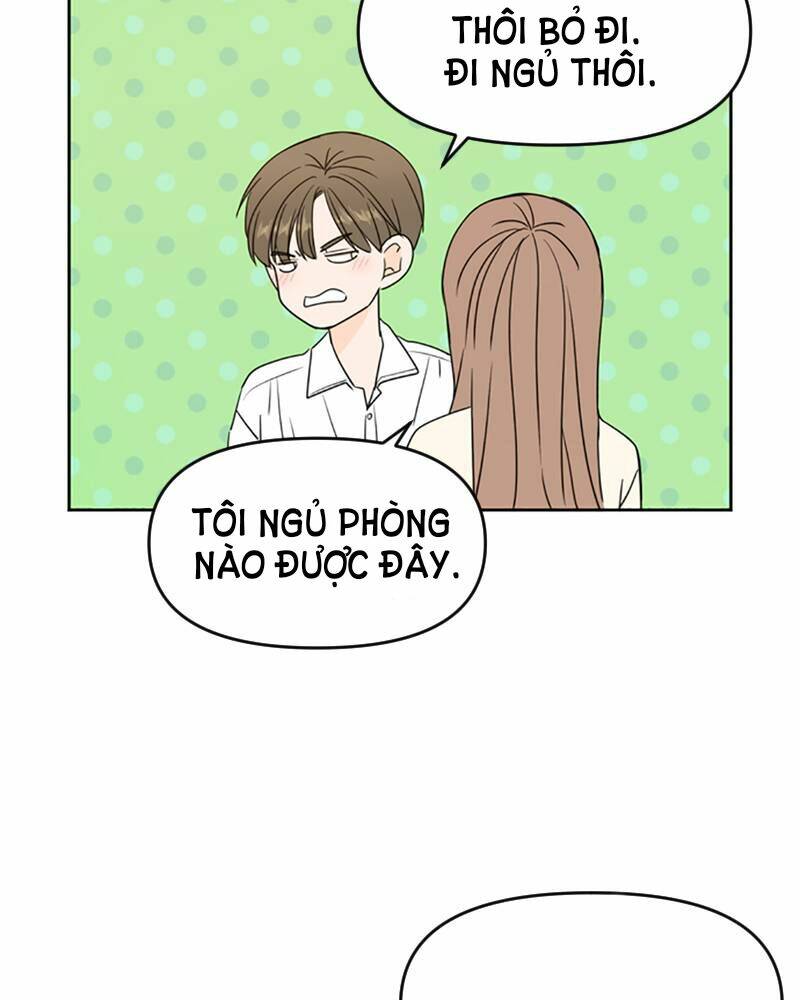 THÔI BỎ ĐI.
ĐI NGỦ THÔI.
TÔI NGỦ PHÒNG
NÀO ĐƯỢC ĐÂY.